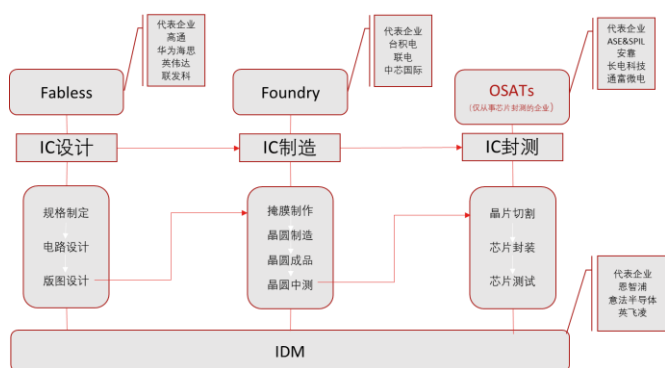 代表企业
高通
华为海思
英伟达
联发科
代表企业
台积电
联电
中芯国际
代表企业
ASE&SPIL
安靠
长电科技
通富微电
Fabless
Foundry
OSATs
(仅从事芯片封测的企业)
IC设计
IC制造
IC封测
规格制定
电路设计
版图设计
掩膜制作
晶圆制造
晶圆成品
晶圆中测
晶片切割
芯片封装
芯片测试
代表企业
恩智浦
意法半导体
英飞凌
IDM